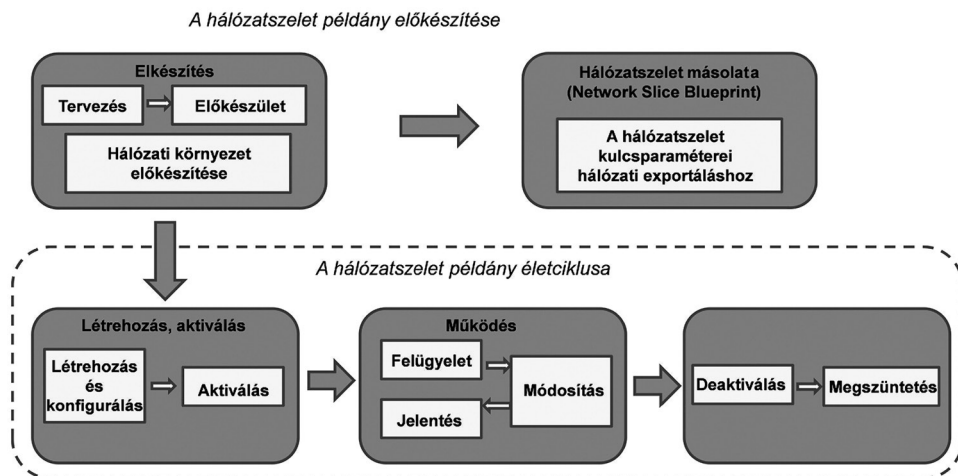 A hálózatszelet példány előkészítése
Elkészítés
Tervezés
Előkészület
Hálózati környezet
előkészítése
Hálózatszelet másolata
(Network Slice Blueprint)
A hálózatszelet
kulcsparaméterei
hálózati exportáláshoz
A hálózatszelet példány életciklusa
Létrehozás, aktiválás
Létrehozás
és
konfigurálás
Aktiválás
Működés
Felügyelet
Jelentés
Módosítás
Deaktiválás
Megszüntetés